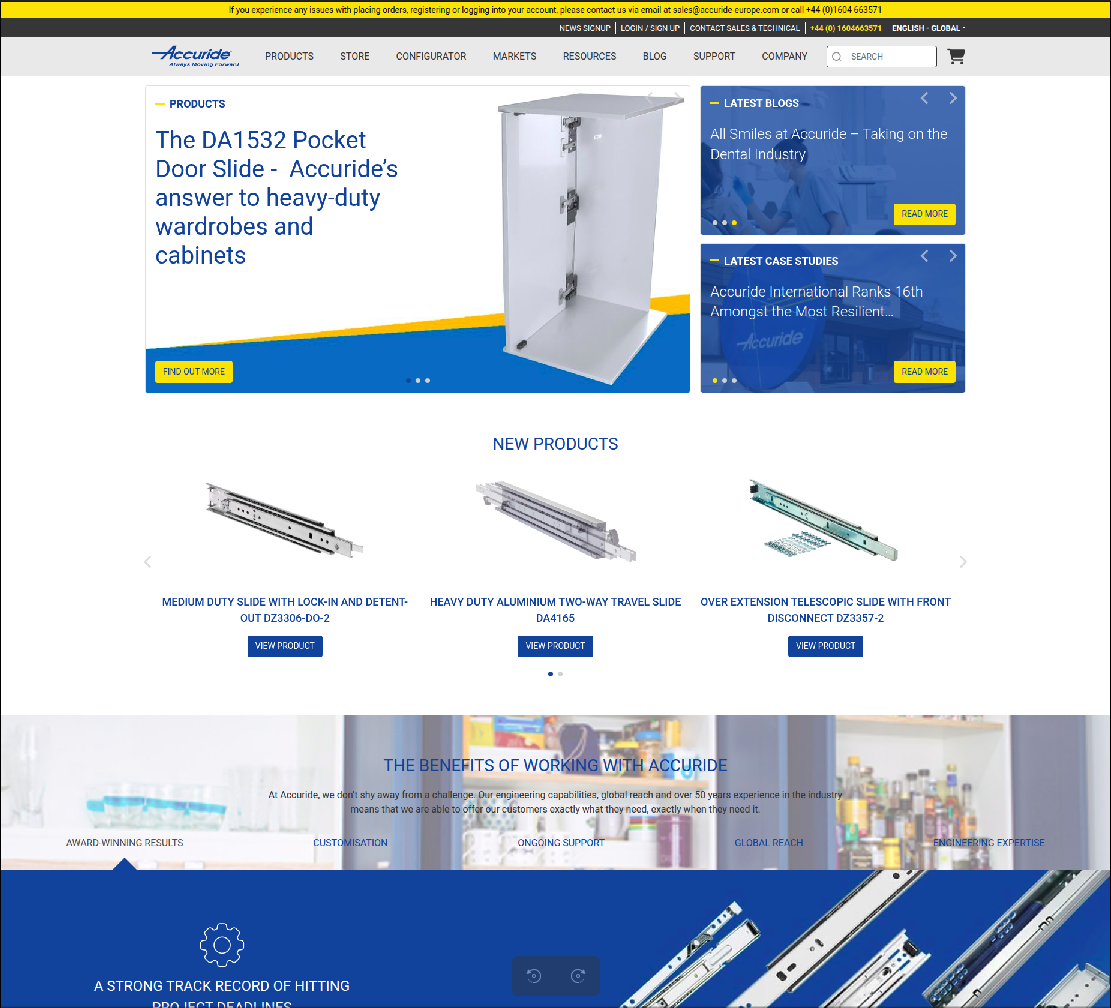 If you experience any issues with placing orders, registering or logging into your account, please contact us via email at sales@accuride-europe.com or call +44 (0)1604 663571
NEWS SIGNUP
LOGIN / SIGN UP
CONTACT SALES & TECHNICAL
+44 (0) 1604663571
ENGLISH - GLOBAL
Accuride
Always Moving Forward
PRODUCTS
STORE
CONFIGURATOR
MARKETS
RESOURCES
BLOG
SUPPORT
COMPANY
SEARCH
PRODUCTS
The DA1532 Pocket
Door Slide - Accuride’s
answer to heavy-duty
wardrobes and
cabinets
FIND OUT MORE
LATEST BLOGS
All Smiles at Accuride – Taking on the
Dental Industry
READ MORE
LATEST CASE STUDIES
Accuride International Ranks 16th
Amongst the Most Resilient...
Accuride
READ MORE
NEW PRODUCTS
MEDIUM DUTY SLIDE WITH LOCK-IN AND DETENT-
OUT DZ3306-DO-2
VIEW PRODUCT
HEAVY DUTY ALUMINIUM TWO-WAY TRAVEL SLIDE
DA4165
VIEW PRODUCT
OVER EXTENSION TELESCOPIC SLIDE WITH FRONT
DISCONNECT DZ3357-2
VIEW PRODUCT
THE BENEFITS OF WORKING WITH ACCURIDE
At Accuride, we don't shy away from a challenge. Our engineering capabilities, global reach and over 50 years experience in the industry
means that we are able to offer our customers exactly what they need, exactly when they need it.
AWARD-WINNING RESULTS
CUSTOMISATION
ONGOING SUPPORT
GLOBAL REACH
ENGINEERING EXPERTISE
A STRONG TRACK RECORD OF HITTING
PROJECT DEADLINES